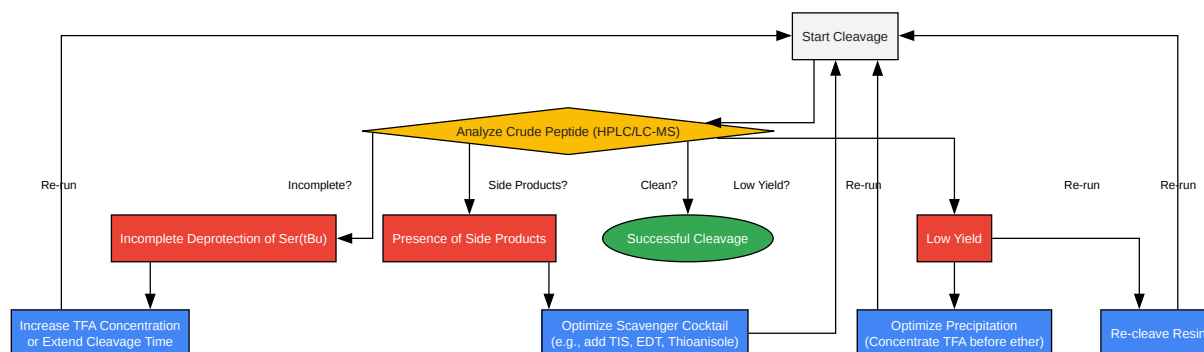 Start Cleavage
Analyze Crude Peptide (HPLC/LC-MS)
Re-run
Incomplete?
Side Products?
Clean?
Low Yield?
Re-run
Re-run
Re-run
Incomplete Deprotection of Ser(tBu)
Presence of Side Products
Successful Cleavage
Low Yield
Increase TFA Concentration
or Extend Cleavage Time
Optimize Scavenger Cocktail
(e.g., add TIS, EDT, Thioanisole)
Optimize Precipitation
(Concentrate TFA before ether)
Re-cleave Resin